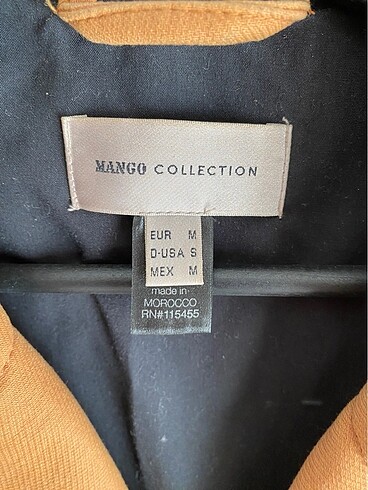 MANGO COLLECTION
EUR M
D-USA S
MEX M
made in
MOROCCO
RN#115455